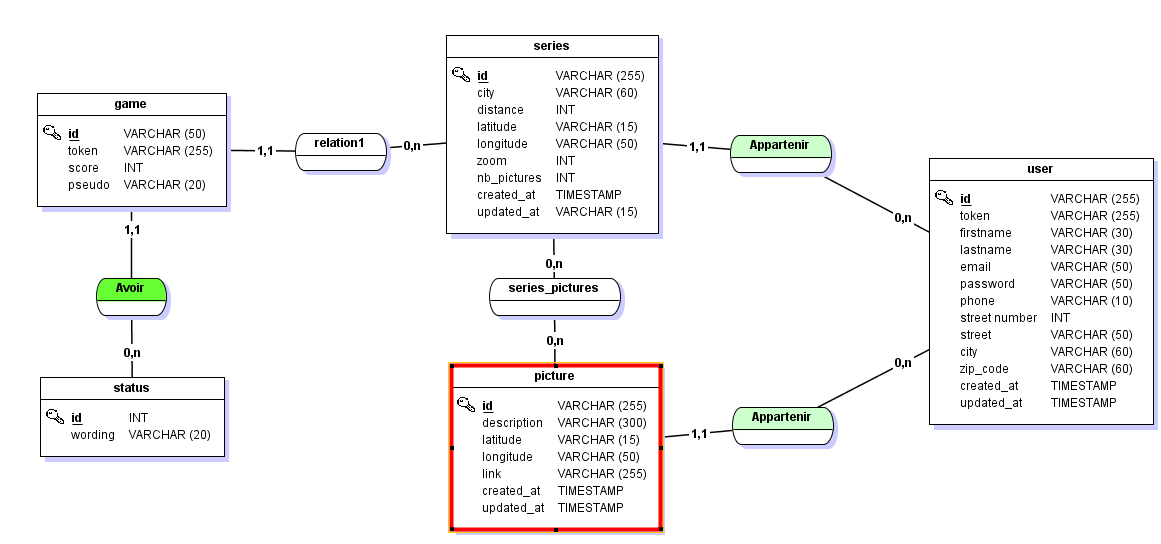 series
id VARCHAR (255)
city VARCHAR (60)
distance INT
latitude VARCHAR (15)
longitude VARCHAR (50)
zoom INT
nb_pictures INT
created_at TIMESTAMP
updated_at VARCHAR (15)
game
id VARCHAR (50)
token VARCHAR (255)
score INT
pseudo VARCHAR (20)
1,1
relation1
0,n
1,1
Appartenir
0,n
user
id VARCHAR (255)
token VARCHAR (255)
firstname VARCHAR (30)
lastname VARCHAR (30)
email VARCHAR (50)
password VARCHAR (50)
phone VARCHAR (10)
street number INT
street VARCHAR (50)
city VARCHAR (60)
zip_code VARCHAR (60)
created_at TIMESTAMP
updated_at TIMESTAMP
1,1
Avoir
0,n
0,n
series_pictures
0,n
status
id INT
wording VARCHAR (20)
picture
id VARCHAR (255)
description VARCHAR (300)
latitude VARCHAR (15)
longitude VARCHAR (50)
link VARCHAR (255)
created_at TIMESTAMP
updated_at TIMESTAMP
1,1
Appartenir
0,n